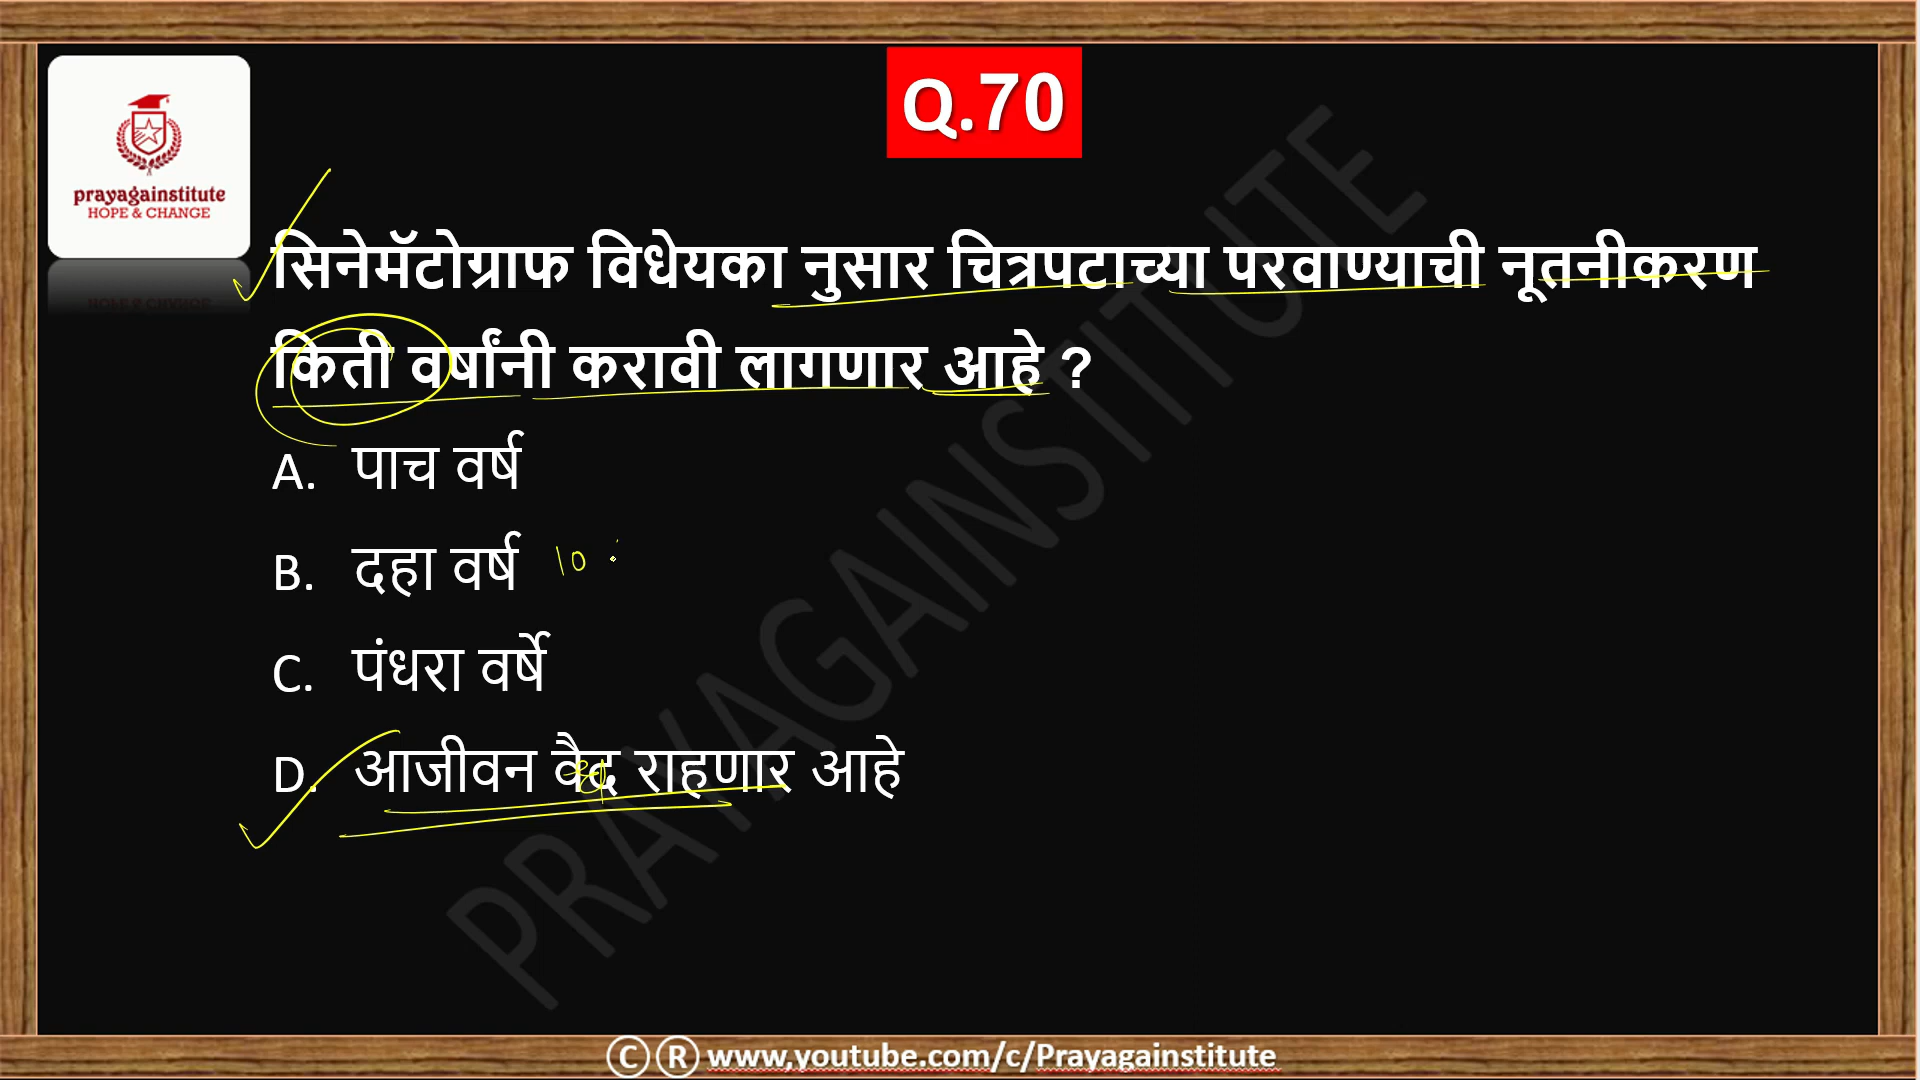 Q.70
prayagainstitute
HOPE & CHANGE
सिनेमॅटोग्राफ विधेयका नुसार चित्रपटाच्या परवाण्याची नूतनीकरण
किती वर्षांनी करावी लागणार आहे ?
A. पाच वर्ष
B. दहा वर्ष 10
C. पंधरा वर्षे
D. आजीवन वैद राहणार आहे
PRAYAGAINSTITUTE
© ® www.youtube.com/c/Prayagainstitute